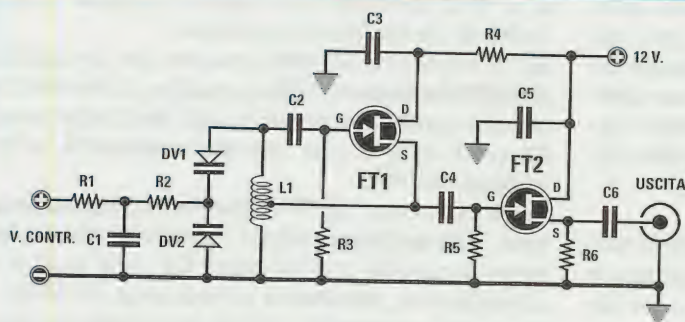 C3
R4
12 V.
C2
C5
DV1
G
D
S
FT1
FT2
R1
R2
L1
C4
G
D
S
C6
USCITA
V. CONTR.
C1
DV2
R3
R5
R6